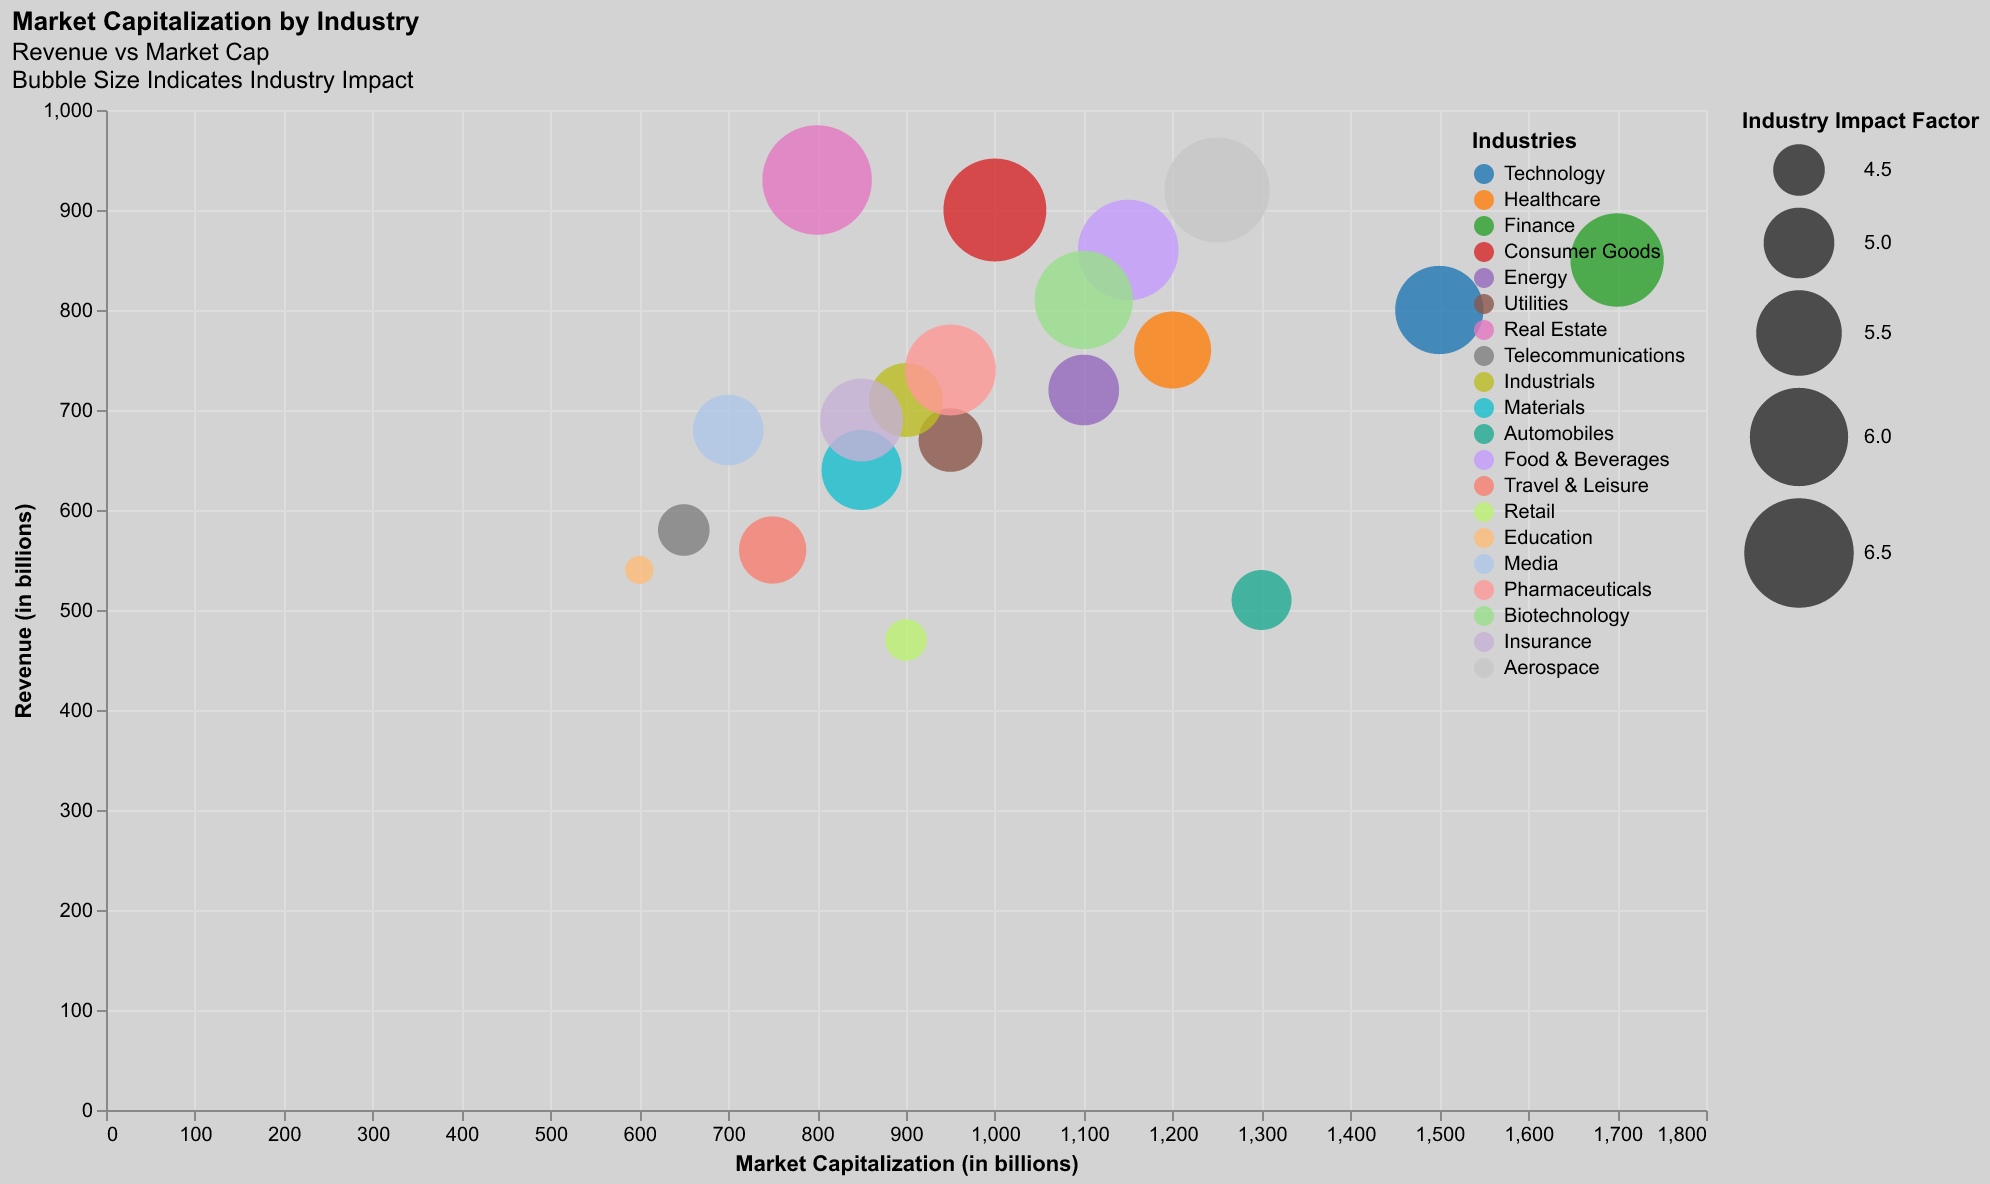 Market Capitalization by Industry
Revenue vs Market Cap
Bubble Size Indicates Industry Impact
Revenue (in billions)
1,000
900
800
700
600
500
400
300
200
100
0
0 100 200 300 400 500 600 700 800 900 1,000 1,100 1,200 1,300 1,400 1,500 1,600 1,700 1,800
Market Capitalization (in billions)
Industries
Technology
Healthcare
Finance
Consumer Goods
Energy
Utilities
Real Estate
Telecommunications
Industrials
Materials
Automobiles
Food & Beverages
Travel & Leisure
Retail
Education
Media
Pharmaceuticals
Biotechnology
Insurance
Aerospace
Industry Impact Factor
4.5
5.0
5.5
6.0
6.5